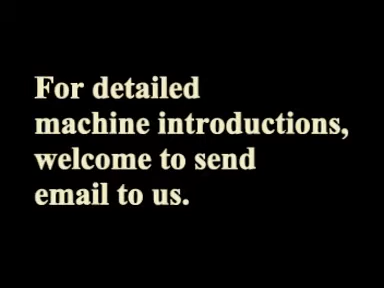 For detailed
machine introductions,
welcome to send
email to us.